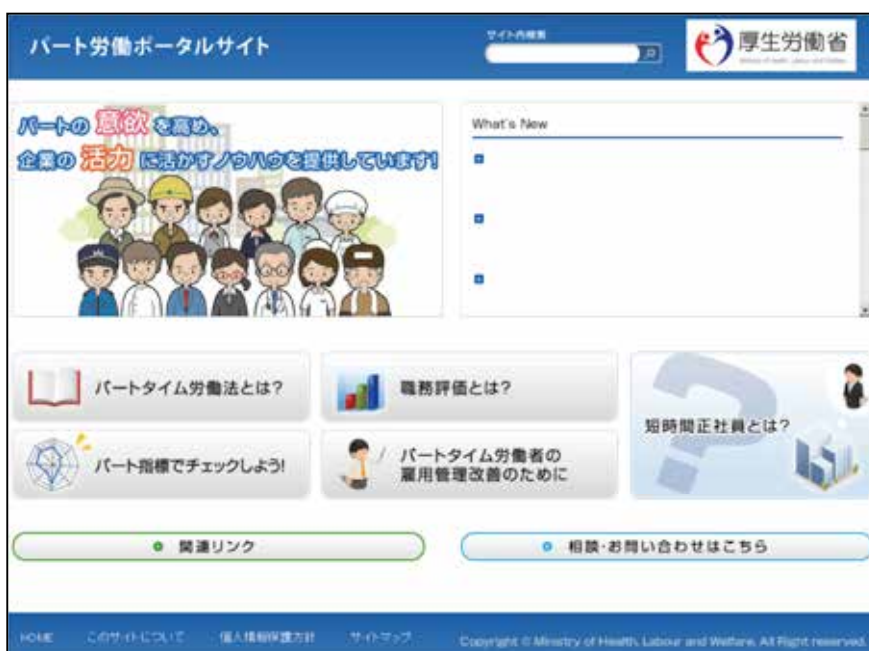 パート労働ポータルサイト
サイト内検索
厚生労働省
Ministry of Health, Labour and Welfare
パートの 意欲 を高め、
企業の 活力 に活かすノウハウを提供しています!
What's New
パートタイム労働法とは?
職務評価とは?
短時間正社員とは?
パート指標でチェックしよう!
パートタイム労働者の
雇用管理改善のために
関連リンク
相談・お問い合わせはこちら
HOME このサイトについて 個人情報保護方針 サイトマップ Copyright © Ministry of Health, Labour and Welfare, All Right reserved.